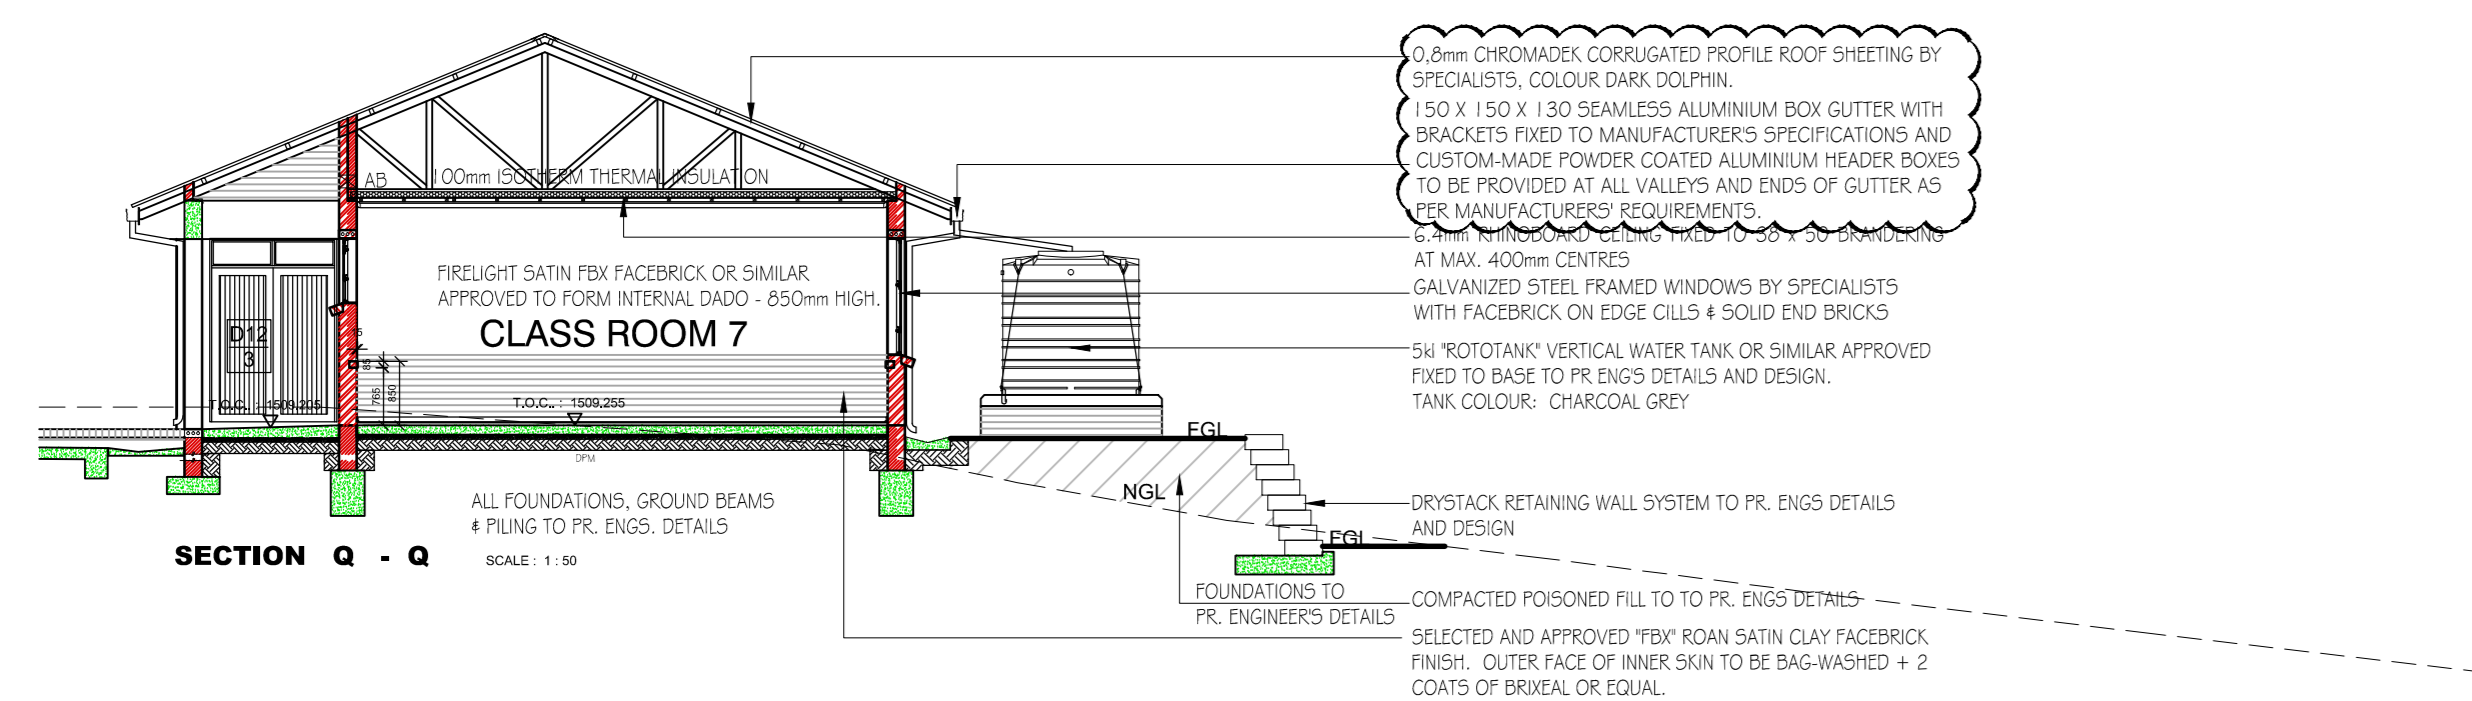 0,8mm CHROMADEK CORRUGATED PROFILE ROOF SHEETING BY
SPECIALISTS, COLOUR DARK DOLPHIN.
150 X 150 X 130 SEAMLESS ALUMINIUM BOX GUTTER WITH
BRACKETS FIXED TO MANUFACTURER'S SPECIFICATIONS AND
CUSTOM-MADE POWDER COATED ALUMINIUM HEADER BOXES
TO BE PROVIDED AT ALL VALLEYS AND ENDS OF GUTTER AS
PER MANUFACTURERS' REQUIREMENTS.
6.4mm RHINOBOARD CEILING FIXED TO 38 x 50 BRANDERING
AT MAX. 400mm CENTRES
GALVANIZED STEEL FRAMED WINDOWS BY SPECIALISTS
WITH FACEBRICK ON EDGE CILLS & SOLID END BRICKS
5kl "ROTOTANK" VERTICAL WATER TANK OR SIMILAR APPROVED
FIXED TO BASE TO PR ENG'S DETAILS AND DESIGN.
TANK COLOUR: CHARCOAL GREY
DRYSTACK RETAINING WALL SYSTEM TO PR. ENGS DETAILS
AND DESIGN
COMPACTED POISONED FILL TO TO PR. ENGS DETAILS
SELECTED AND APPROVED "FBX" ROAN SATIN CLAY FACEBRICK
FINISH. OUTER FACE OF INNER SKIN TO BE BAG-WASHED + 2
COATS OF BRIXEAL OR EQUAL.
AB
100mm ISOTHERM THERMAL INSULATION
FIRELIGHT SATIN FBX FACEBRICK OR SIMILAR
APPROVED TO FORM INTERNAL DADO - 850mm HIGH.
CLASS ROOM 7
D12
3
15
85
765
850
T.O.C.. : 1509.205
T.O.C.. : 1509.255
DPM
FGL
NGL
FGL
ALL FOUNDATIONS, GROUND BEAMS
& PILING TO PR. ENGS. DETAILS
FOUNDATIONS TO
PR. ENGINEER'S DETAILS
SECTION Q - Q
SCALE : 1 : 50